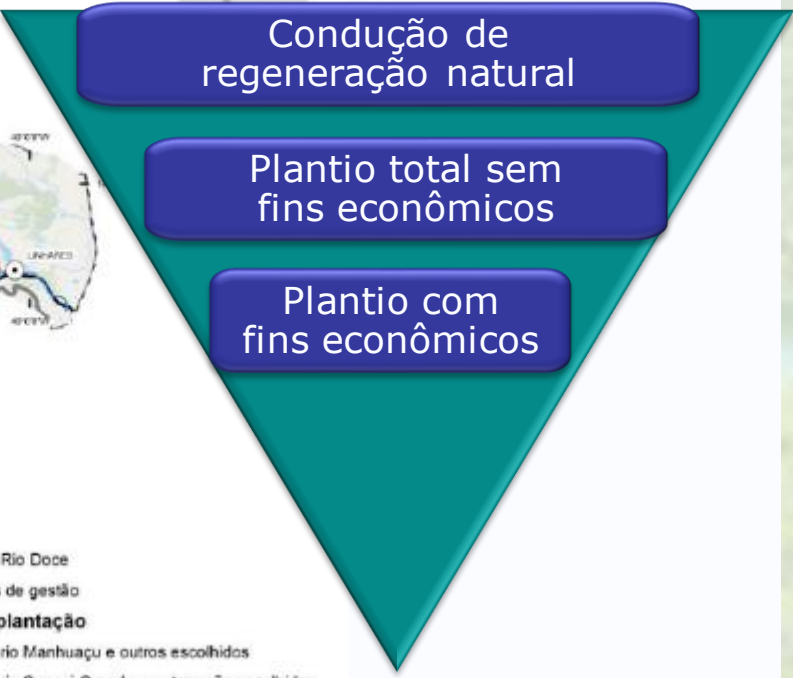 Condução de
regeneração natural
Plantio total sem
fins econômicos
Plantio com
fins econômicos
LINHARES
Rio Doce
de gestão
plantação
rio Manhuaçu e outros escolhidos